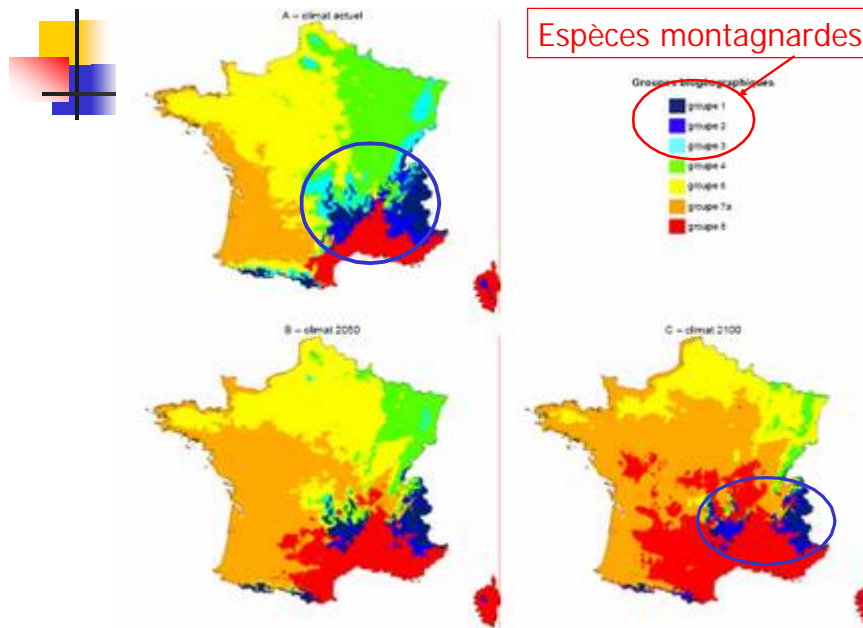 A – climat actuel
Espèces montagnardes
Groupes biogéographiques
groupe 1
groupe 2
groupe 3
groupe 4
groupe 6
groupe 7a
groupe 8
B – climat 2050
C – climat 2100